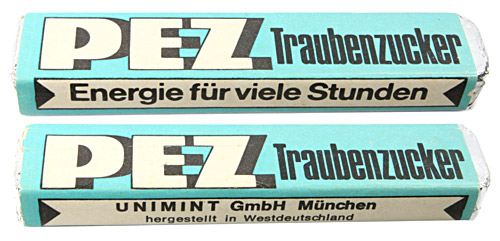 PEZ Traubenzucker
Energie für viele Stunden
PEZ Traubenzucker
UNIMINT GmbH München
hergestellt in Westdeutschland